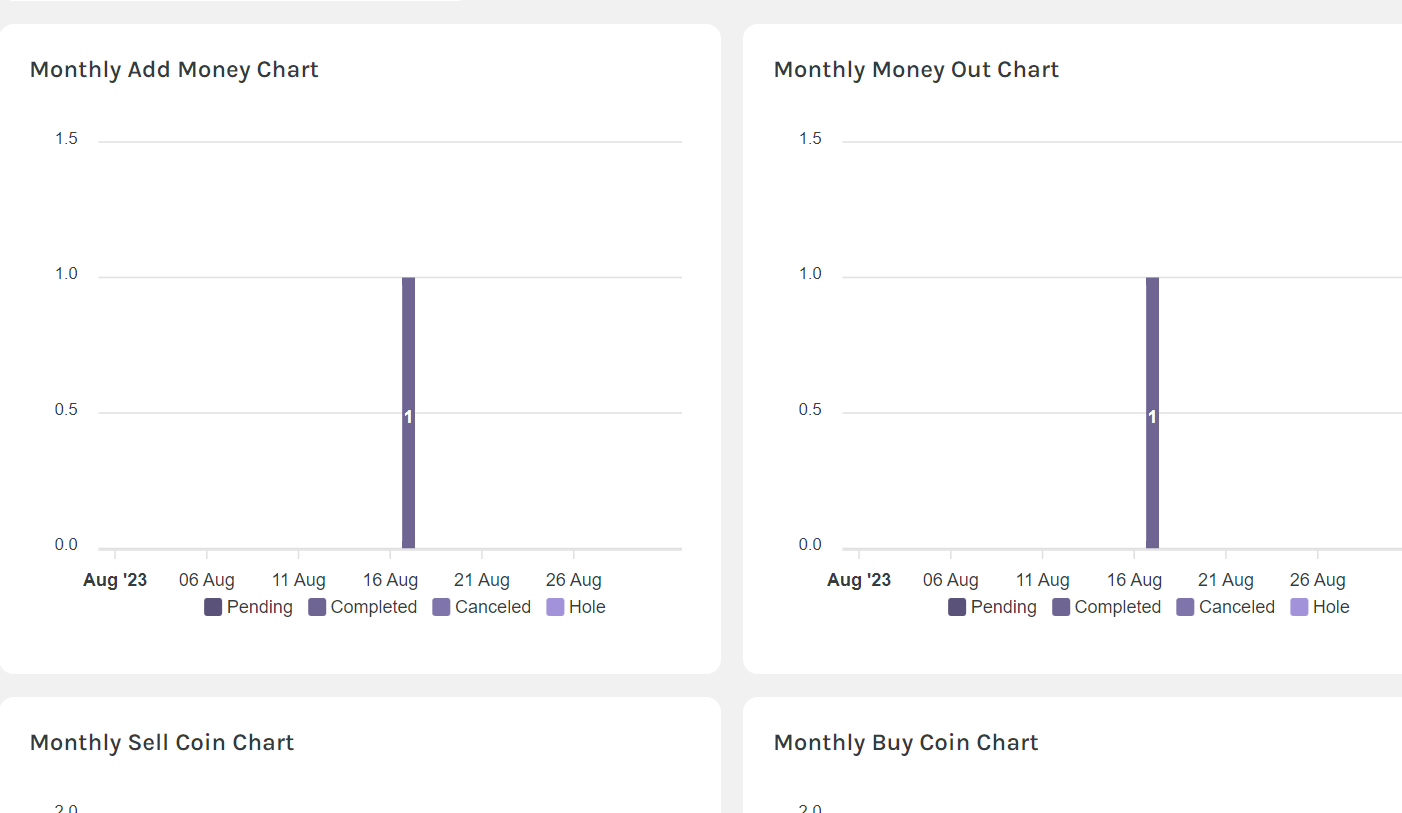 Monthly Add Money Chart
1.5
1.0
0.5
1
0.0
Aug '23 06 Aug 11 Aug 16 Aug 21 Aug 26 Aug
Pending Completed Canceled Hole
Monthly Money Out Chart
1.5
1.0
0.5
1
0.0
Aug '23 06 Aug 11 Aug 16 Aug 21 Aug 26 Aug
Pending Completed Canceled Hole
Monthly Sell Coin Chart
2.0
Monthly Buy Coin Chart
2.0